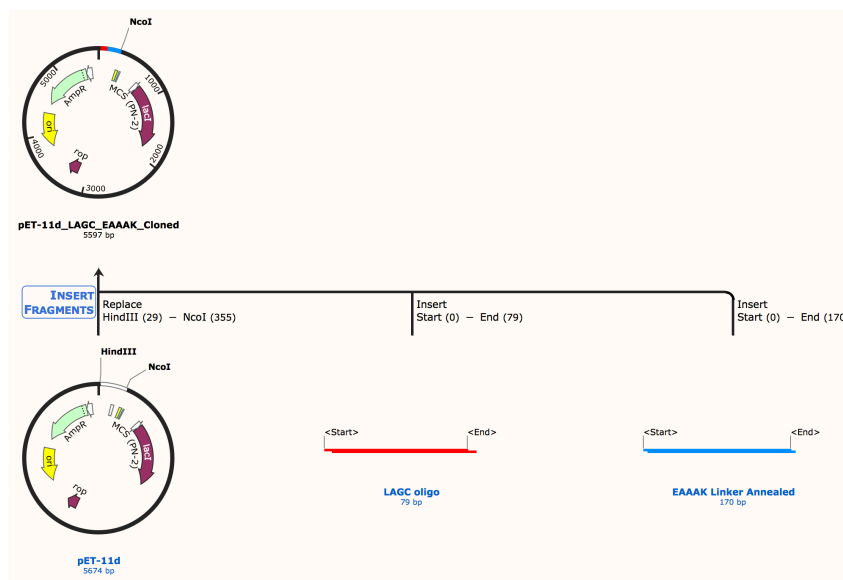 NcoI
5000
1000
AmpR
MCS (PN-2)
lacI
ori
4000
2000
rop
3000
pET-11d_LAGC_EAAAK_Cloned
5597 bp
INSERT
FRAGMENTS
Replace
HindIII (29) – NcoI (355)
Insert
Start (0) – End (79)
Insert
Start (0) – End (170
HindIII
NcoI
AmpR
MCS (PN-2)
lacI
ori
rop
pET-11d
5674 bp
<Start>
<End>
LAGC oligo
79 bp
<Start>
<End>
EAAAK Linker Annealed
170 bp